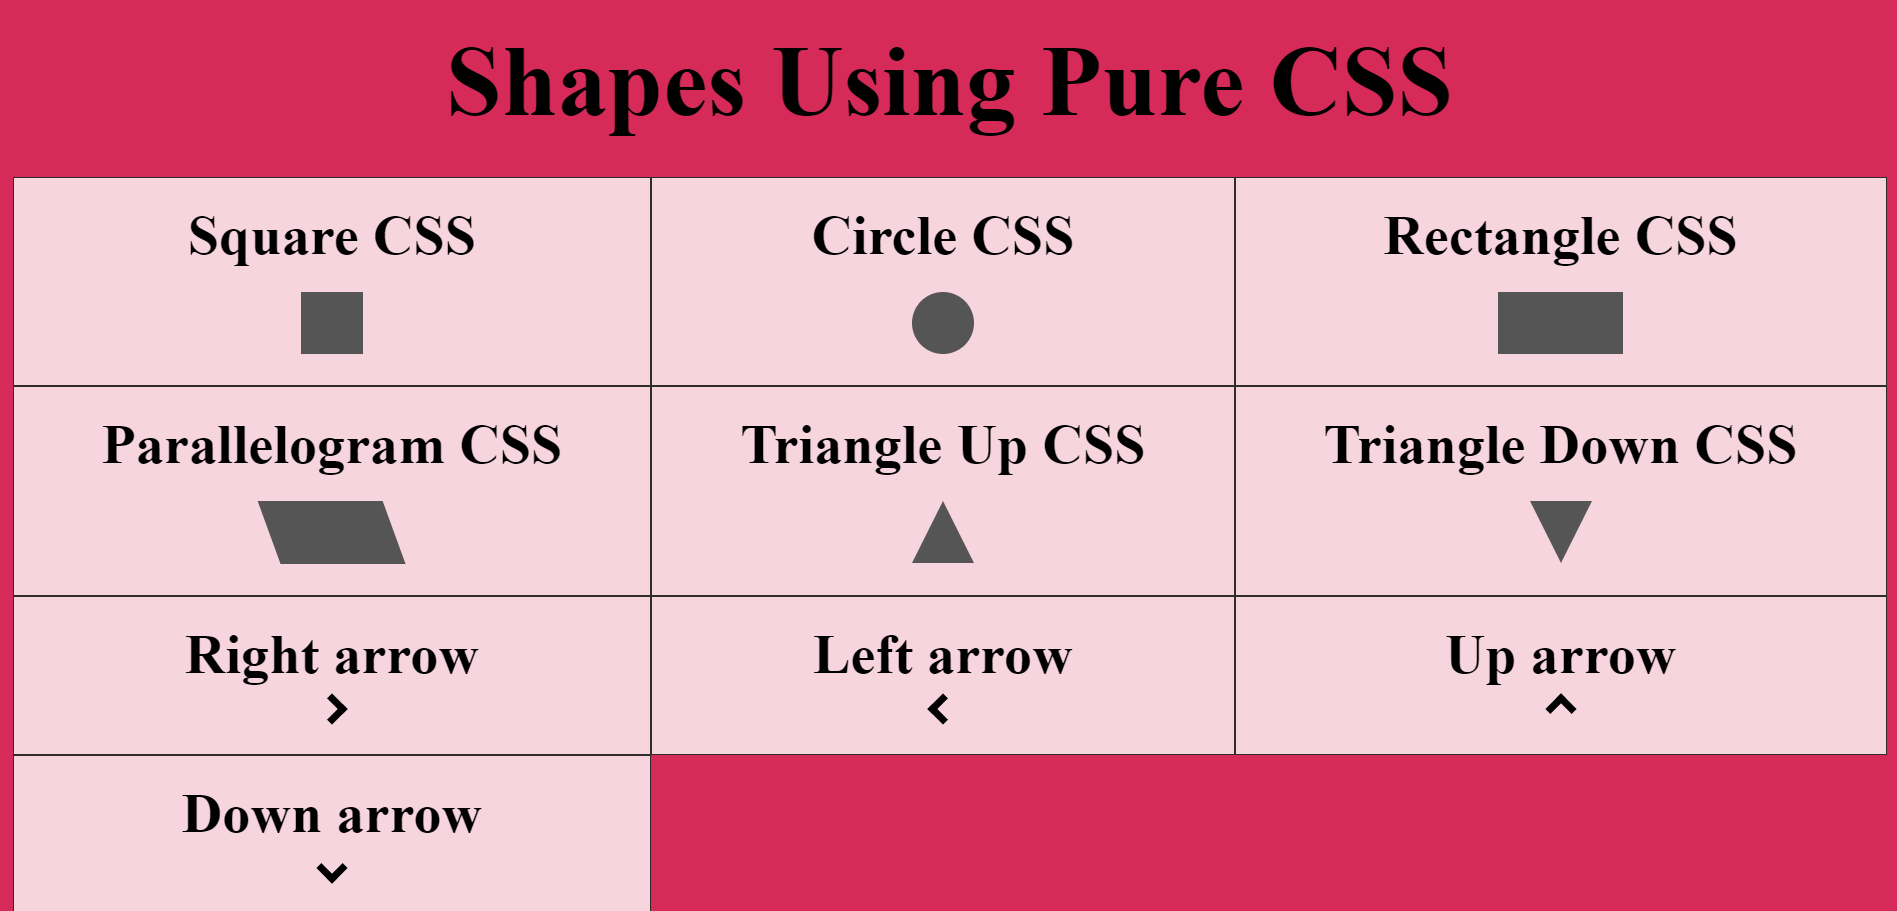 Shapes Using Pure CSS
Square CSS
Circle CSS
Rectangle CSS
Parallelogram CSS
Triangle Up CSS
Triangle Down CSS
Right arrow
Left arrow
Up arrow
Down arrow